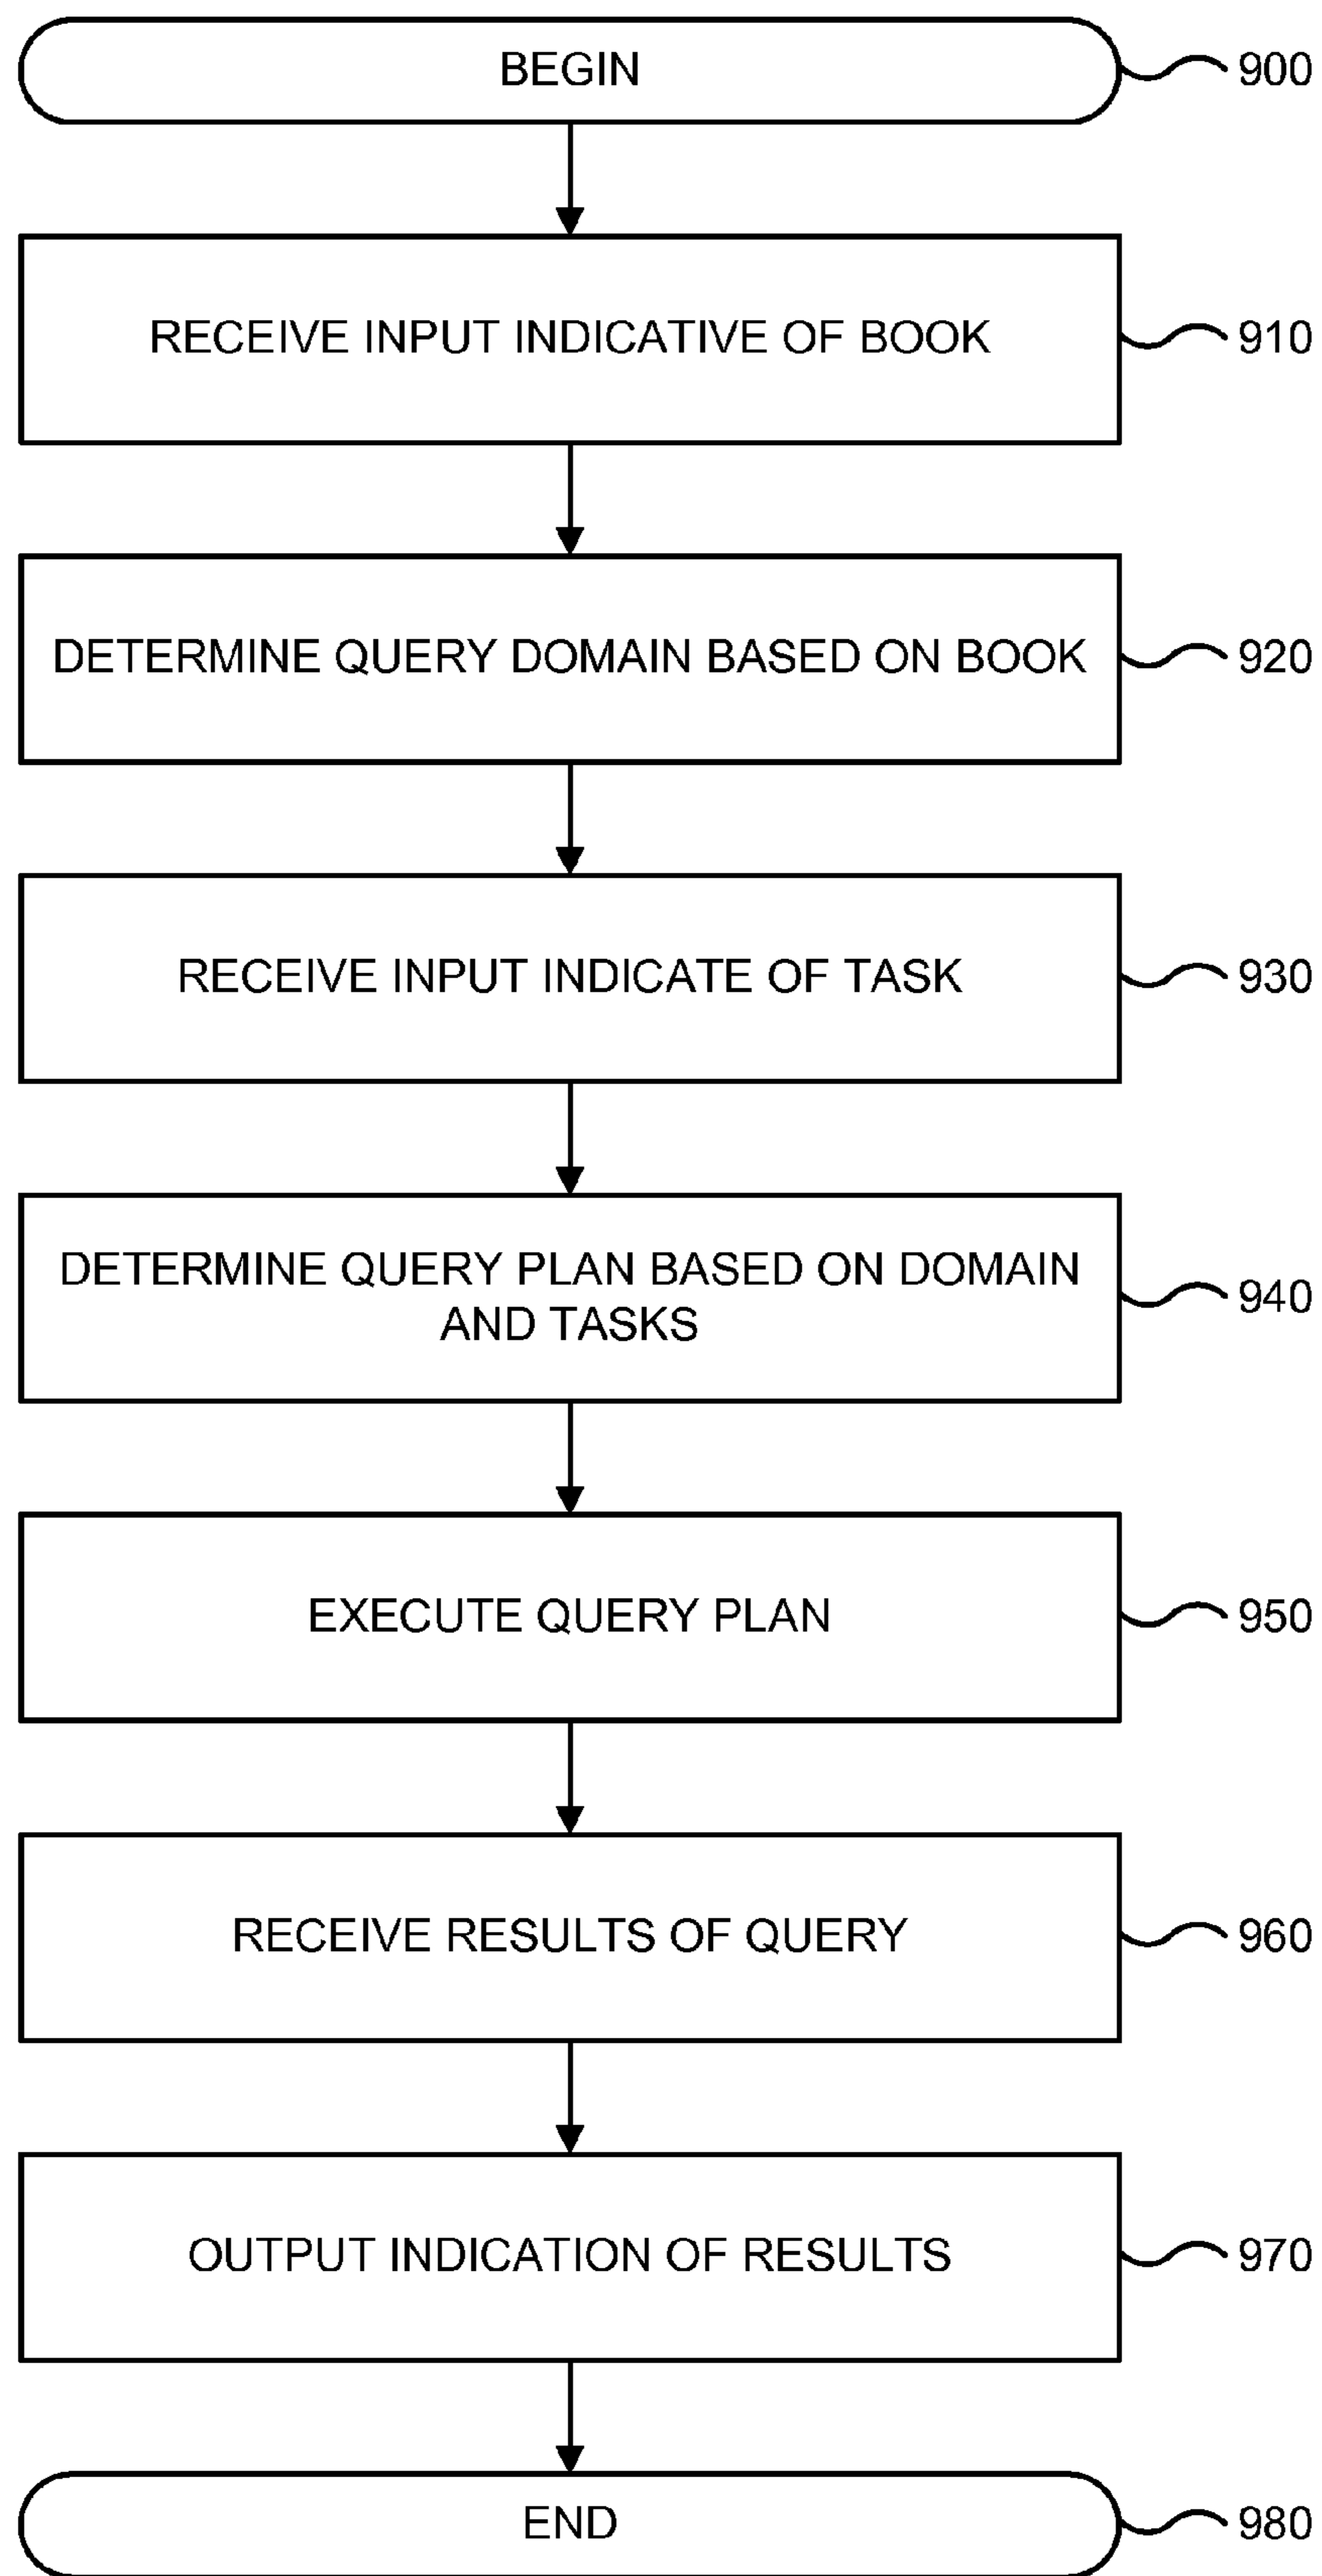 BEGIN
900
RECEIVE INPUT INDICATIVE OF BOOK
910
DETERMINE QUERY DOMAIN BASED ON BOOK
920
RECEIVE INPUT INDICATE OF TASK
930
DETERMINE QUERY PLAN BASED ON DOMAIN
AND TASKS
940
EXECUTE QUERY PLAN
950
RECEIVE RESULTS OF QUERY
960
OUTPUT INDICATION OF RESULTS
970
END
980